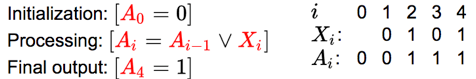 Initialization: [A₀ = 0]
Processing: [Aᵢ = Aᵢ₋₁ ∨ Xᵢ]
Final output: [A₄ = 1]
i 0 1 2 3 4
Xᵢ: 0 1 0 1
Aᵢ: 0 0 1 1 1